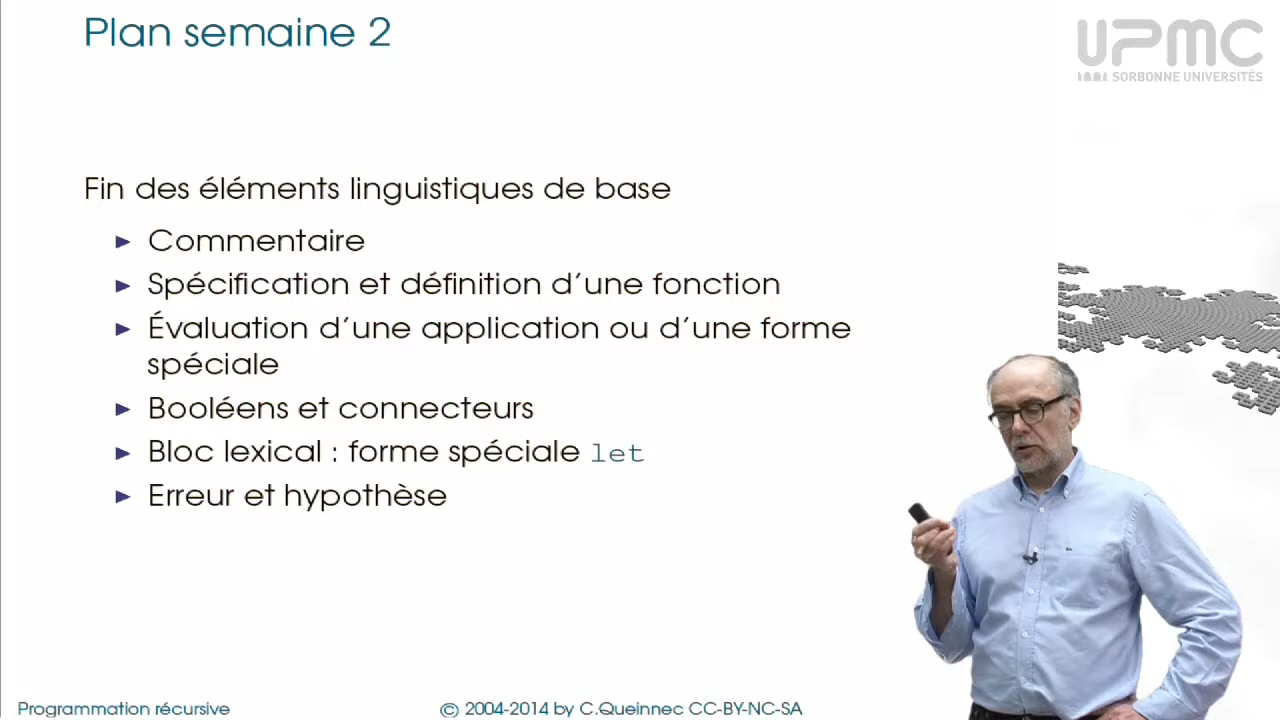 Plan semaine 2
UPMC
SORBONNE UNIVERSITÉS
Fin des éléments linguistiques de base
Commentaire
Spécification et définition d'une fonction
Évaluation d'une application ou d'une forme
spéciale
Booléens et connecteurs
Bloc lexical : forme spéciale let
Erreur et hypothèse
Programmation récursive
© 2004-2014 by C.Queinnec CC-BY-NC-SA